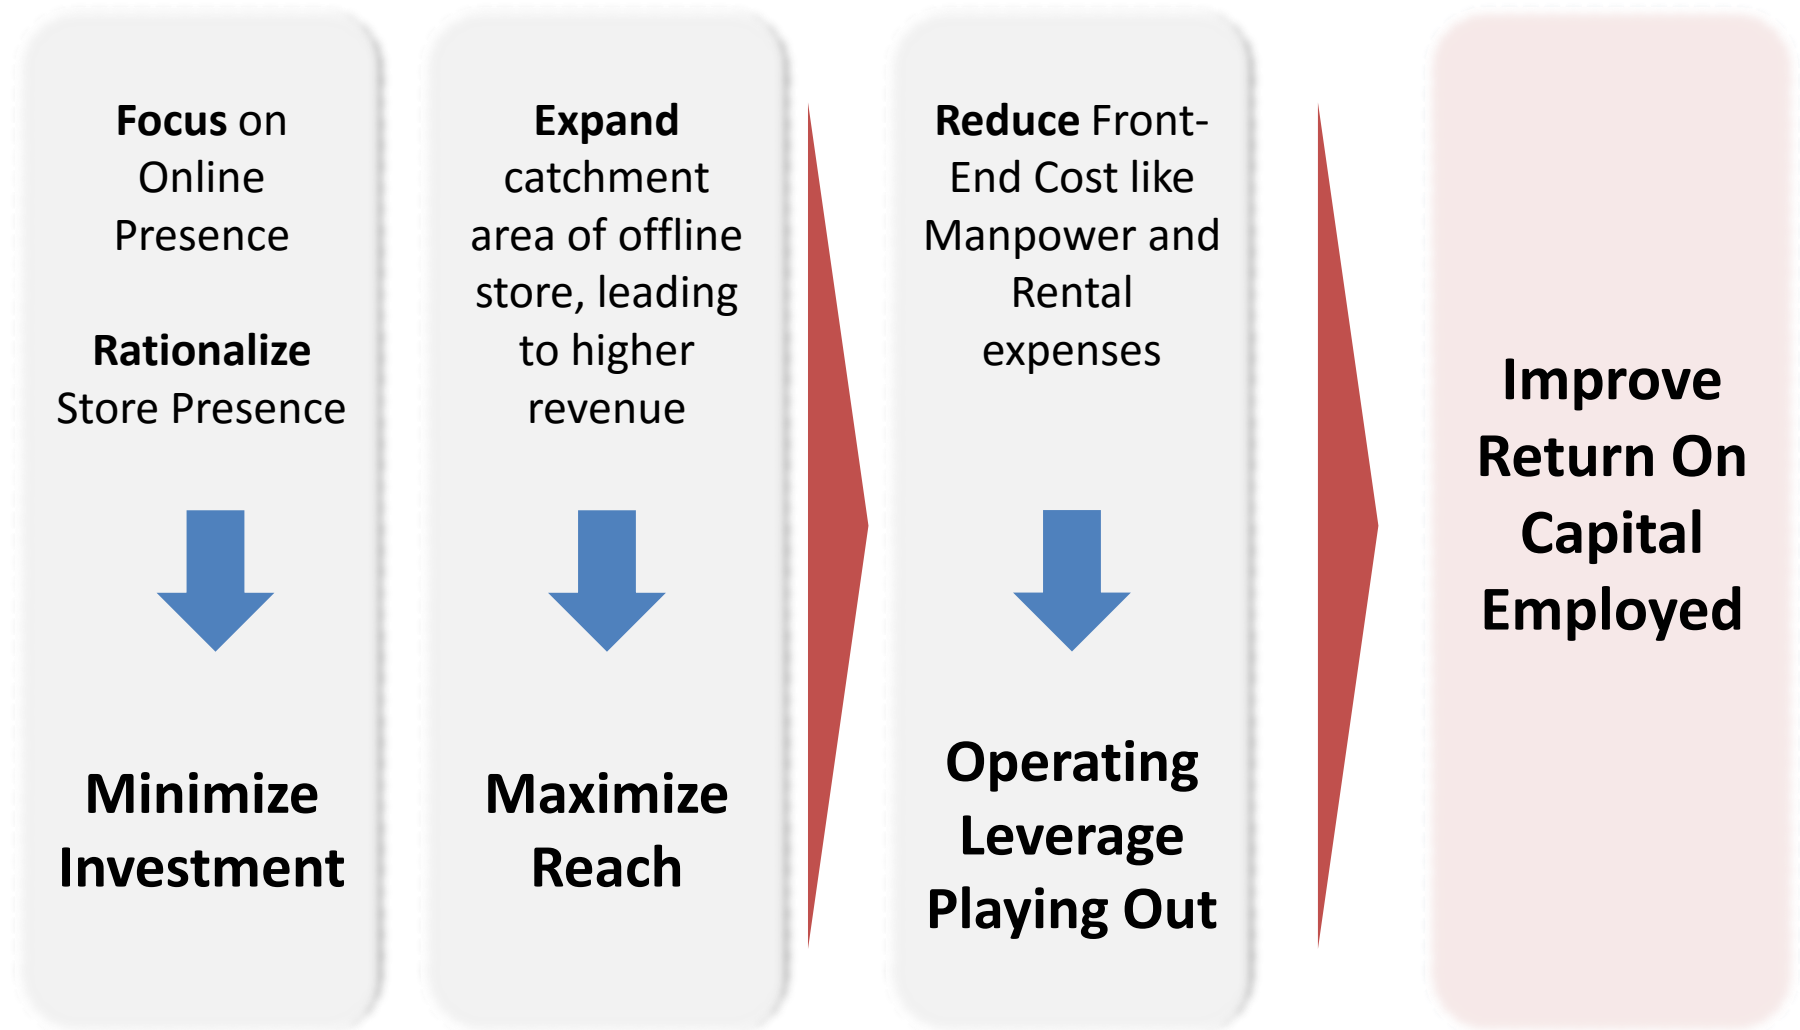 Focus on
Online
Presence
Rationalize
Store Presence
Minimize
Investment
Expand
catchment
area of offline
store, leading
to higher
revenue
Maximize
Reach
Reduce Front-
End Cost like
Manpower and
Rental
expenses
Operating
Leverage
Playing Out
Improve
Return On
Capital
Employed